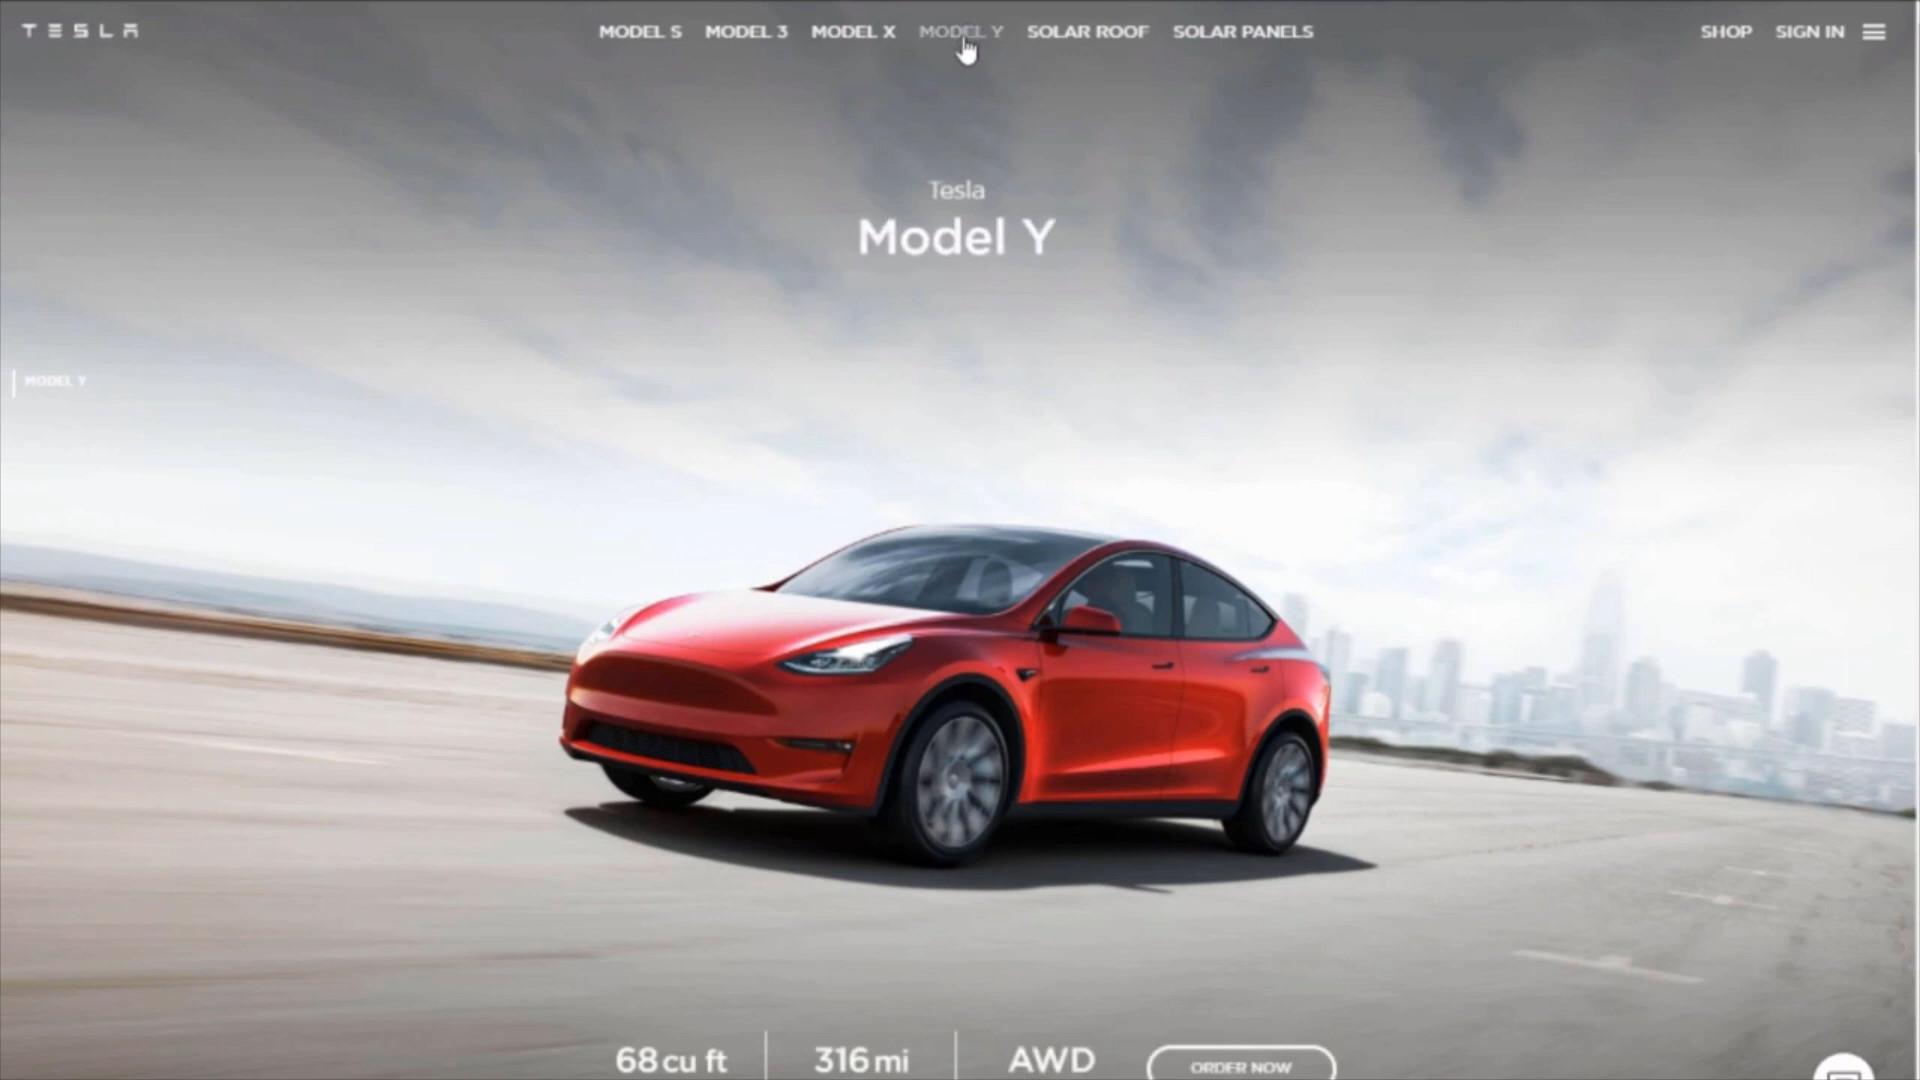 TESLA
MODEL S MODEL 3 MODEL X MODEL Y SOLAR ROOF SOLAR PANELS
SHOP SIGN IN
Tesla
Model Y
MODEL Y
68 cu ft
316 mi
AWD
ORDER NOW